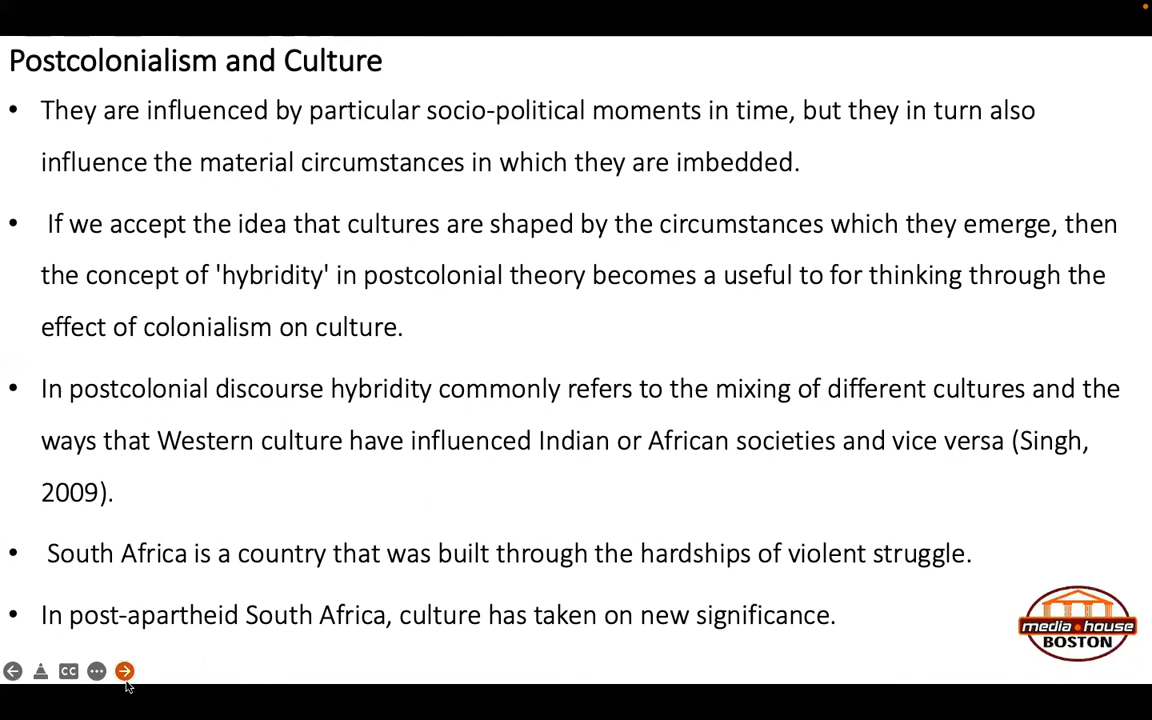 Postcolonialism and Culture
• They are influenced by particular socio-political moments in time, but they in turn also
influence the material circumstances in which they are imbedded.
• If we accept the idea that cultures are shaped by the circumstances which they emerge, then
the concept of 'hybridity' in postcolonial theory becomes a useful to for thinking through the
effect of colonialism on culture.
• In postcolonial discourse hybridity commonly refers to the mixing of different cultures and the
ways that Western culture have influenced Indian or African societies and vice versa (Singh,
2009).
• South Africa is a country that was built through the hardships of violent struggle.
• In post-apartheid South Africa, culture has taken on new significance.
media•house
BOSTON
CC